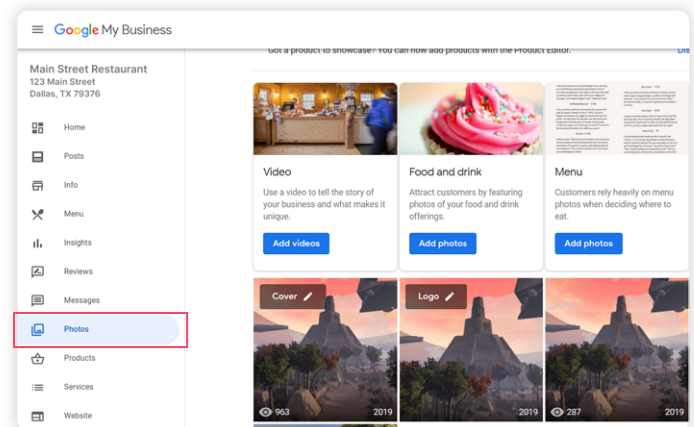 Google My Business
Got a product to showcase? You can now add products with the Product Editor.
Main Street Restaurant
123 Main Street
Dallas, TX 79376
Home
Posts
Info
Menu
Insights
Reviews
Messages
Photos
Products
Services
Website
Video
Use a video to tell the story of
your business and what makes it
unique.
Add videos
Food and drink
Attract customers by featuring
photos of your food and drink
offerings.
Add photos
Menu
Customers rely heavily on menu
photos when deciding where to
eat.
Add photos
Cover
963
2019
Logo
2019
287
2019